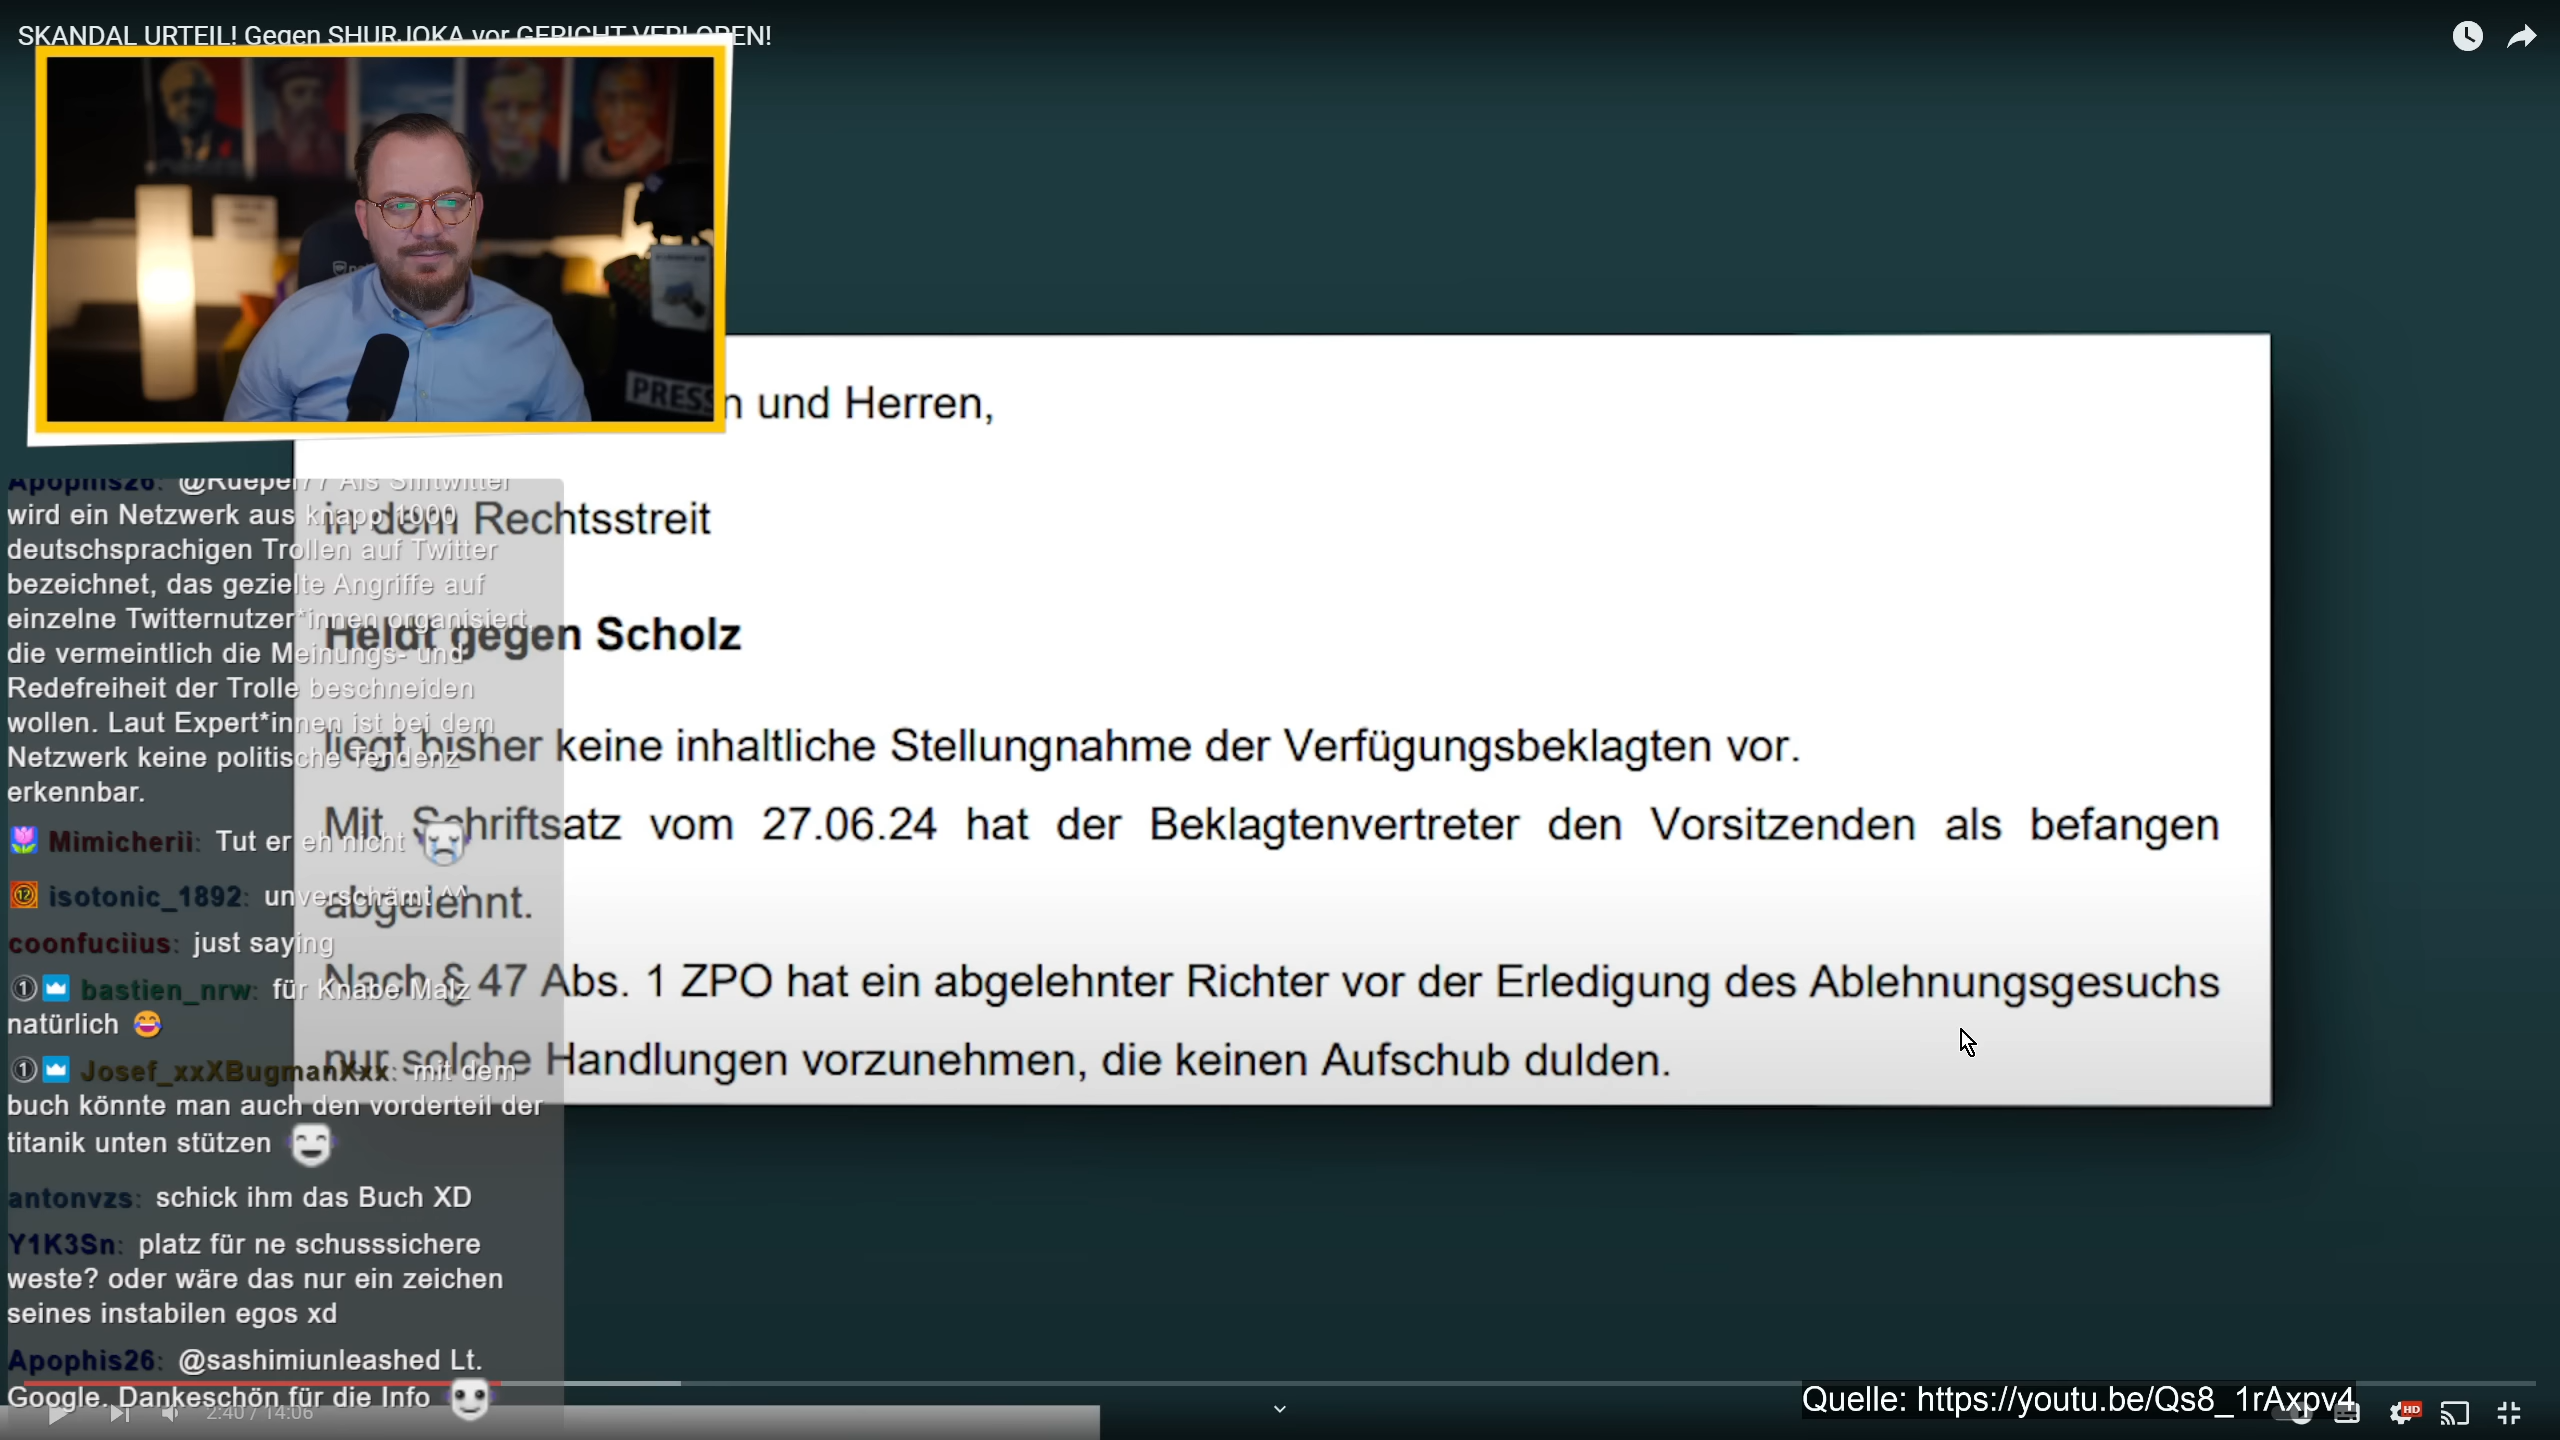 SKANDAL URTEIL! Gegen SHURJOKA vor GERICHT VERLOREN!
PRESS
n und Herren,
in dem Rechtsstreit
Heldt gegen Scholz
liegt bisher keine inhaltliche Stellungnahme der Verfügungsbeklagten vor.
Mit Schriftsatz vom 27.06.24 hat der Beklagtenvertreter den Vorsitzenden als befangen
abgelehnt.
Nach § 47 Abs. 1 ZPO hat ein abgelehnter Richter vor der Erledigung des Ablehnungsgesuchs
nur solche Handlungen vorzunehmen, die keinen Aufschub dulden.
Apophis26: @Ruepel77 Als Shitwitter
wird ein Netzwerk aus knapp 1000
deutschsprachigen Trollen auf Twitter
bezeichnet, das gezielte Angriffe auf
einzelne Twitternutzer*innen organisiert,
die vermeintlich die Meinungs- und
Redefreiheit der Trolle beschneiden
wollen. Laut Expert*innen ist bei dem
Netzwerk keine politische Tendenz
erkennbar.
Mimicherii: Tut er eh nicht
isotonic_1892: unverschämt ^^
coonfuciius: just saying
bastien_nrw: für Knabe Malz
natürlich 😂
Josef_xxXBugmanXxx: mit dem
buch könnte man auch den vorderteil der
titanik unten stützen
antonvzs: schick ihm das Buch XD
Y1K3Sn: platz für ne schusssichere
weste? oder wäre das nur ein zeichen
seines instabilen egos xd
Apophis26: @sashimiunleashed Lt.
Google. Dankeschön für die Info
2:40 / 14:06
Quelle: https://youtu.be/Qs8_1rAxpv4
HD